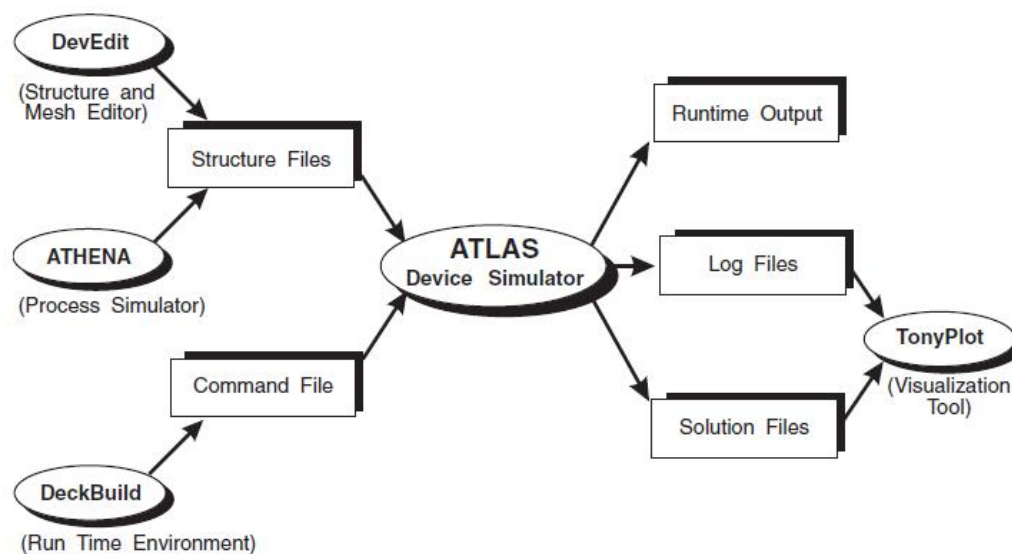 DevEdit
(Structure and
Mesh Editor)
Structure Files
ATHENA
(Process Simulator)
Command File
DeckBuild
(Run Time Environment)
ATLAS
Device Simulator
Runtime Output
Log Files
Solution Files
TonyPlot
(Visualization
Tool)